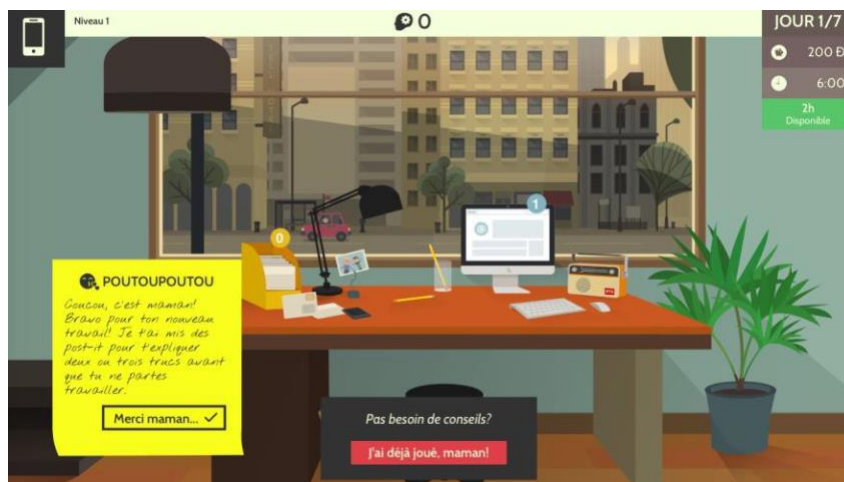 Niveau 1
0
JOUR 1/7
200 Đ
6:00
2h
Disponible
1
0
POUTOUPOUTOU
Coucou, c'est maman!
Bravo pour ton nouveau
travail! Je t'ai mis des
post-it pour t'expliquer
deux ou trois trucs avant
que tu ne partes
travailler.
Merci maman...
Pas besoin de conseils?
J'ai déjà joué, maman!